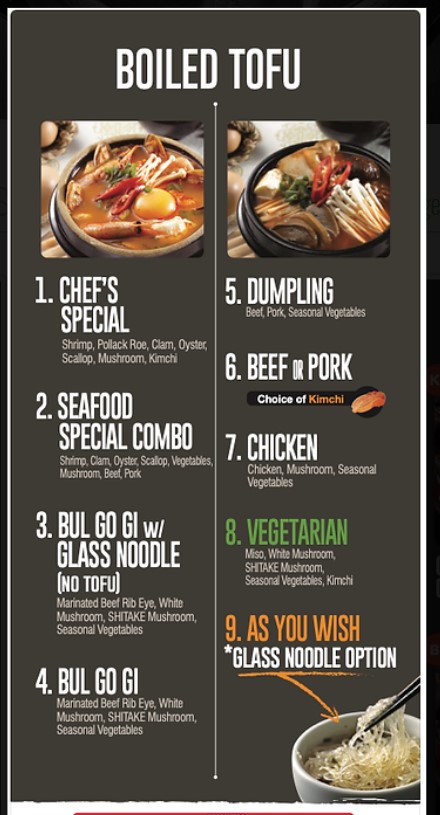 BOILED TOFU
1. CHEF'S
SPECIAL
Shrimp, Pollack Roe, Clam, Oyster,
Scallop, Mushroom, Kimchi
2. SEAFOOD
SPECIAL COMBO
Shrimp, Clam, Oyster, Scallop, Vegetables,
Mushroom, Beef, Pork
3. BUL GO GI W/
GLASS NOODLE
(NO TOFU)
Marinated Beef Rib Eye, White
Mushroom, SHITAKE Mushroom,
Seasonal Vegetables
4. BUL GO GI
Marinated Beef Rib Eye, White
Mushroom, SHITAKE Mushroom,
Seasonal Vegetables
5. DUMPLING
Beef, Pork, Seasonal Vegetables
6. BEEF OR PORK
Choice of Kimchi
7. CHICKEN
Chicken, Mushroom, Seasonal
Vegetables
8. VEGETARIAN
Miso, White Mushroom,
SHITAKE Mushroom,
Seasonal Vegetables, Kimchi
9. AS YOU WISH
*GLASS NOODLE OPTION